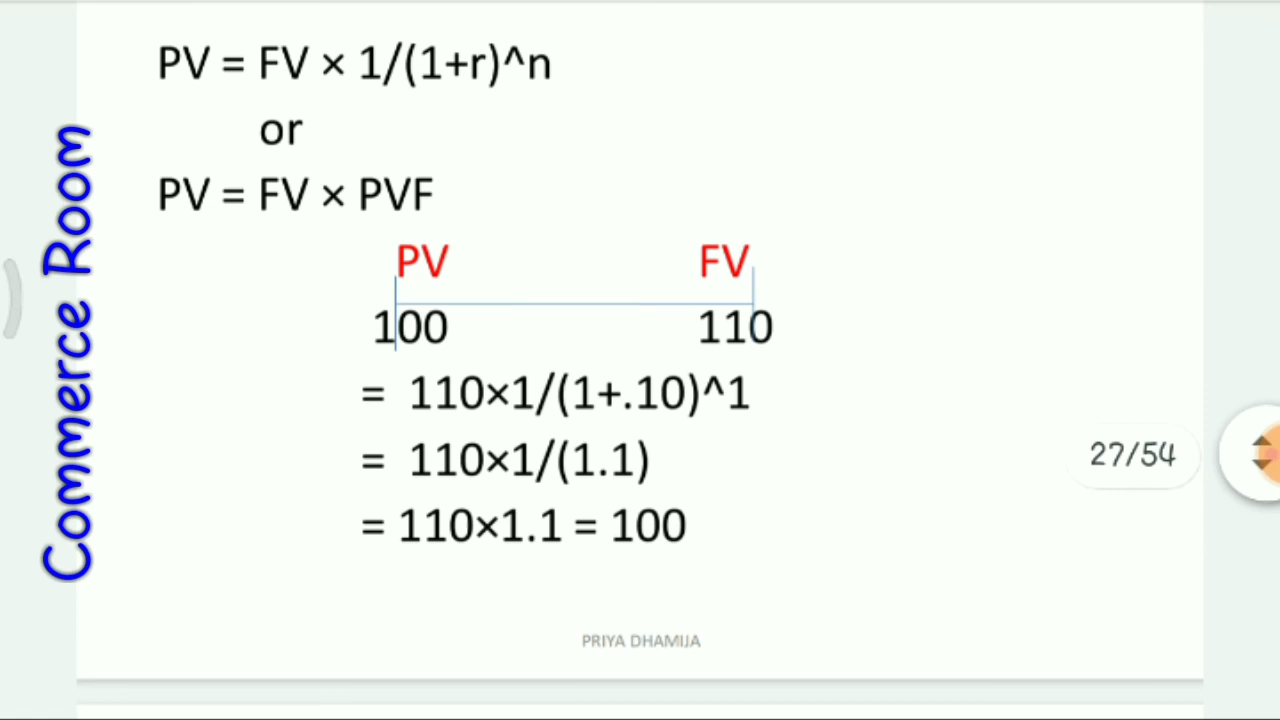 PV = FV × 1/(1+r)^n
or
PV = FV × PVF
PV FV
100 110
= 110×1/(1+.10)^1
= 110×1/(1.1)
= 110×1.1 = 100
PRIYA DHAMIJA
Commerce Room
27/54